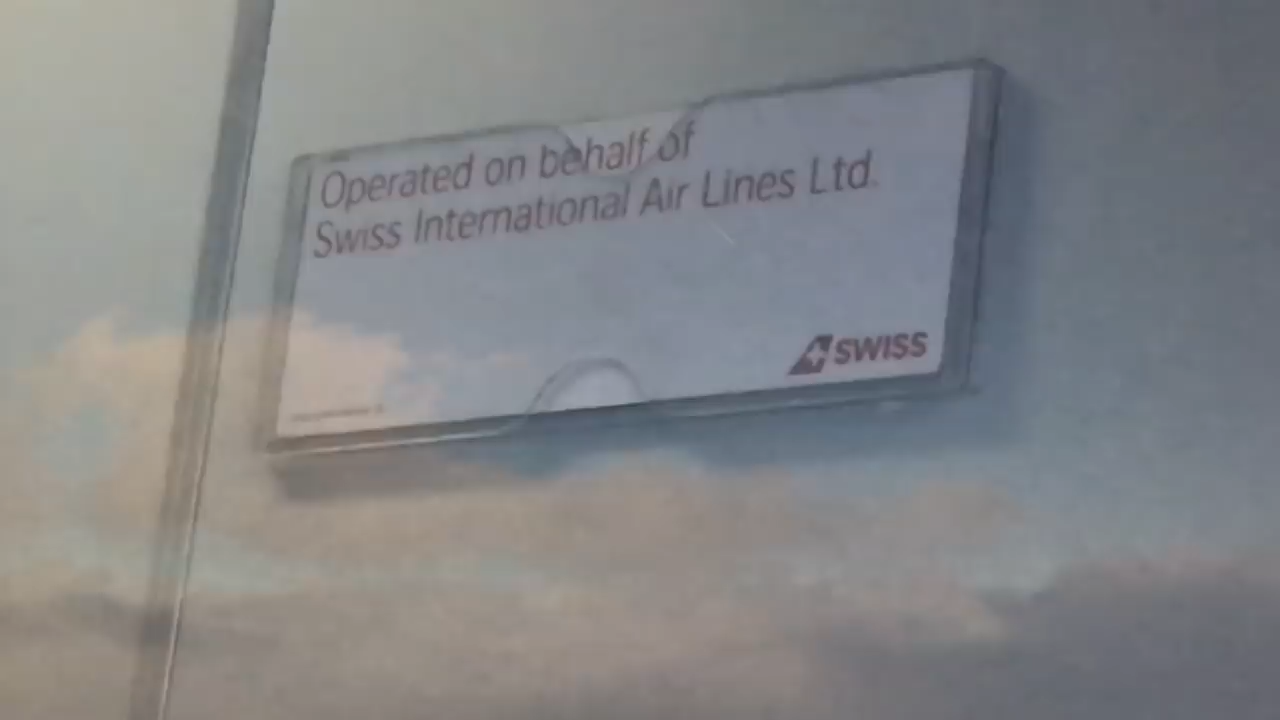 Operated on behalf of
Swiss International Air Lines Ltd.
SWISS